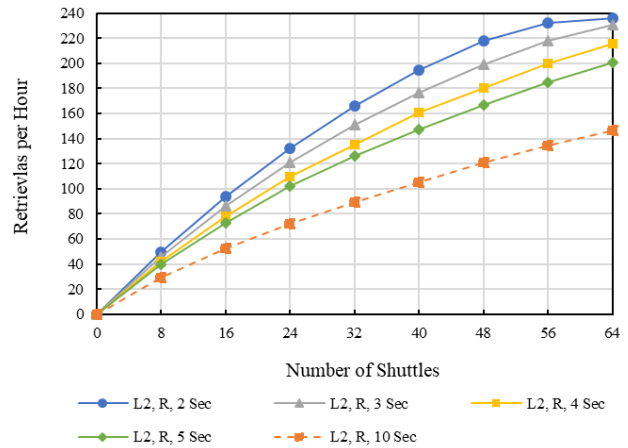 240
220
200
180
160
140
120
100
80
60
40
20
0
Retrievlas per Hour
0 8 16 24 32 40 48 56 64
Number of Shuttles
L2, R, 2 Sec L2, R, 3 Sec L2, R, 4 Sec
L2, R, 5 Sec L2, R, 10 Sec